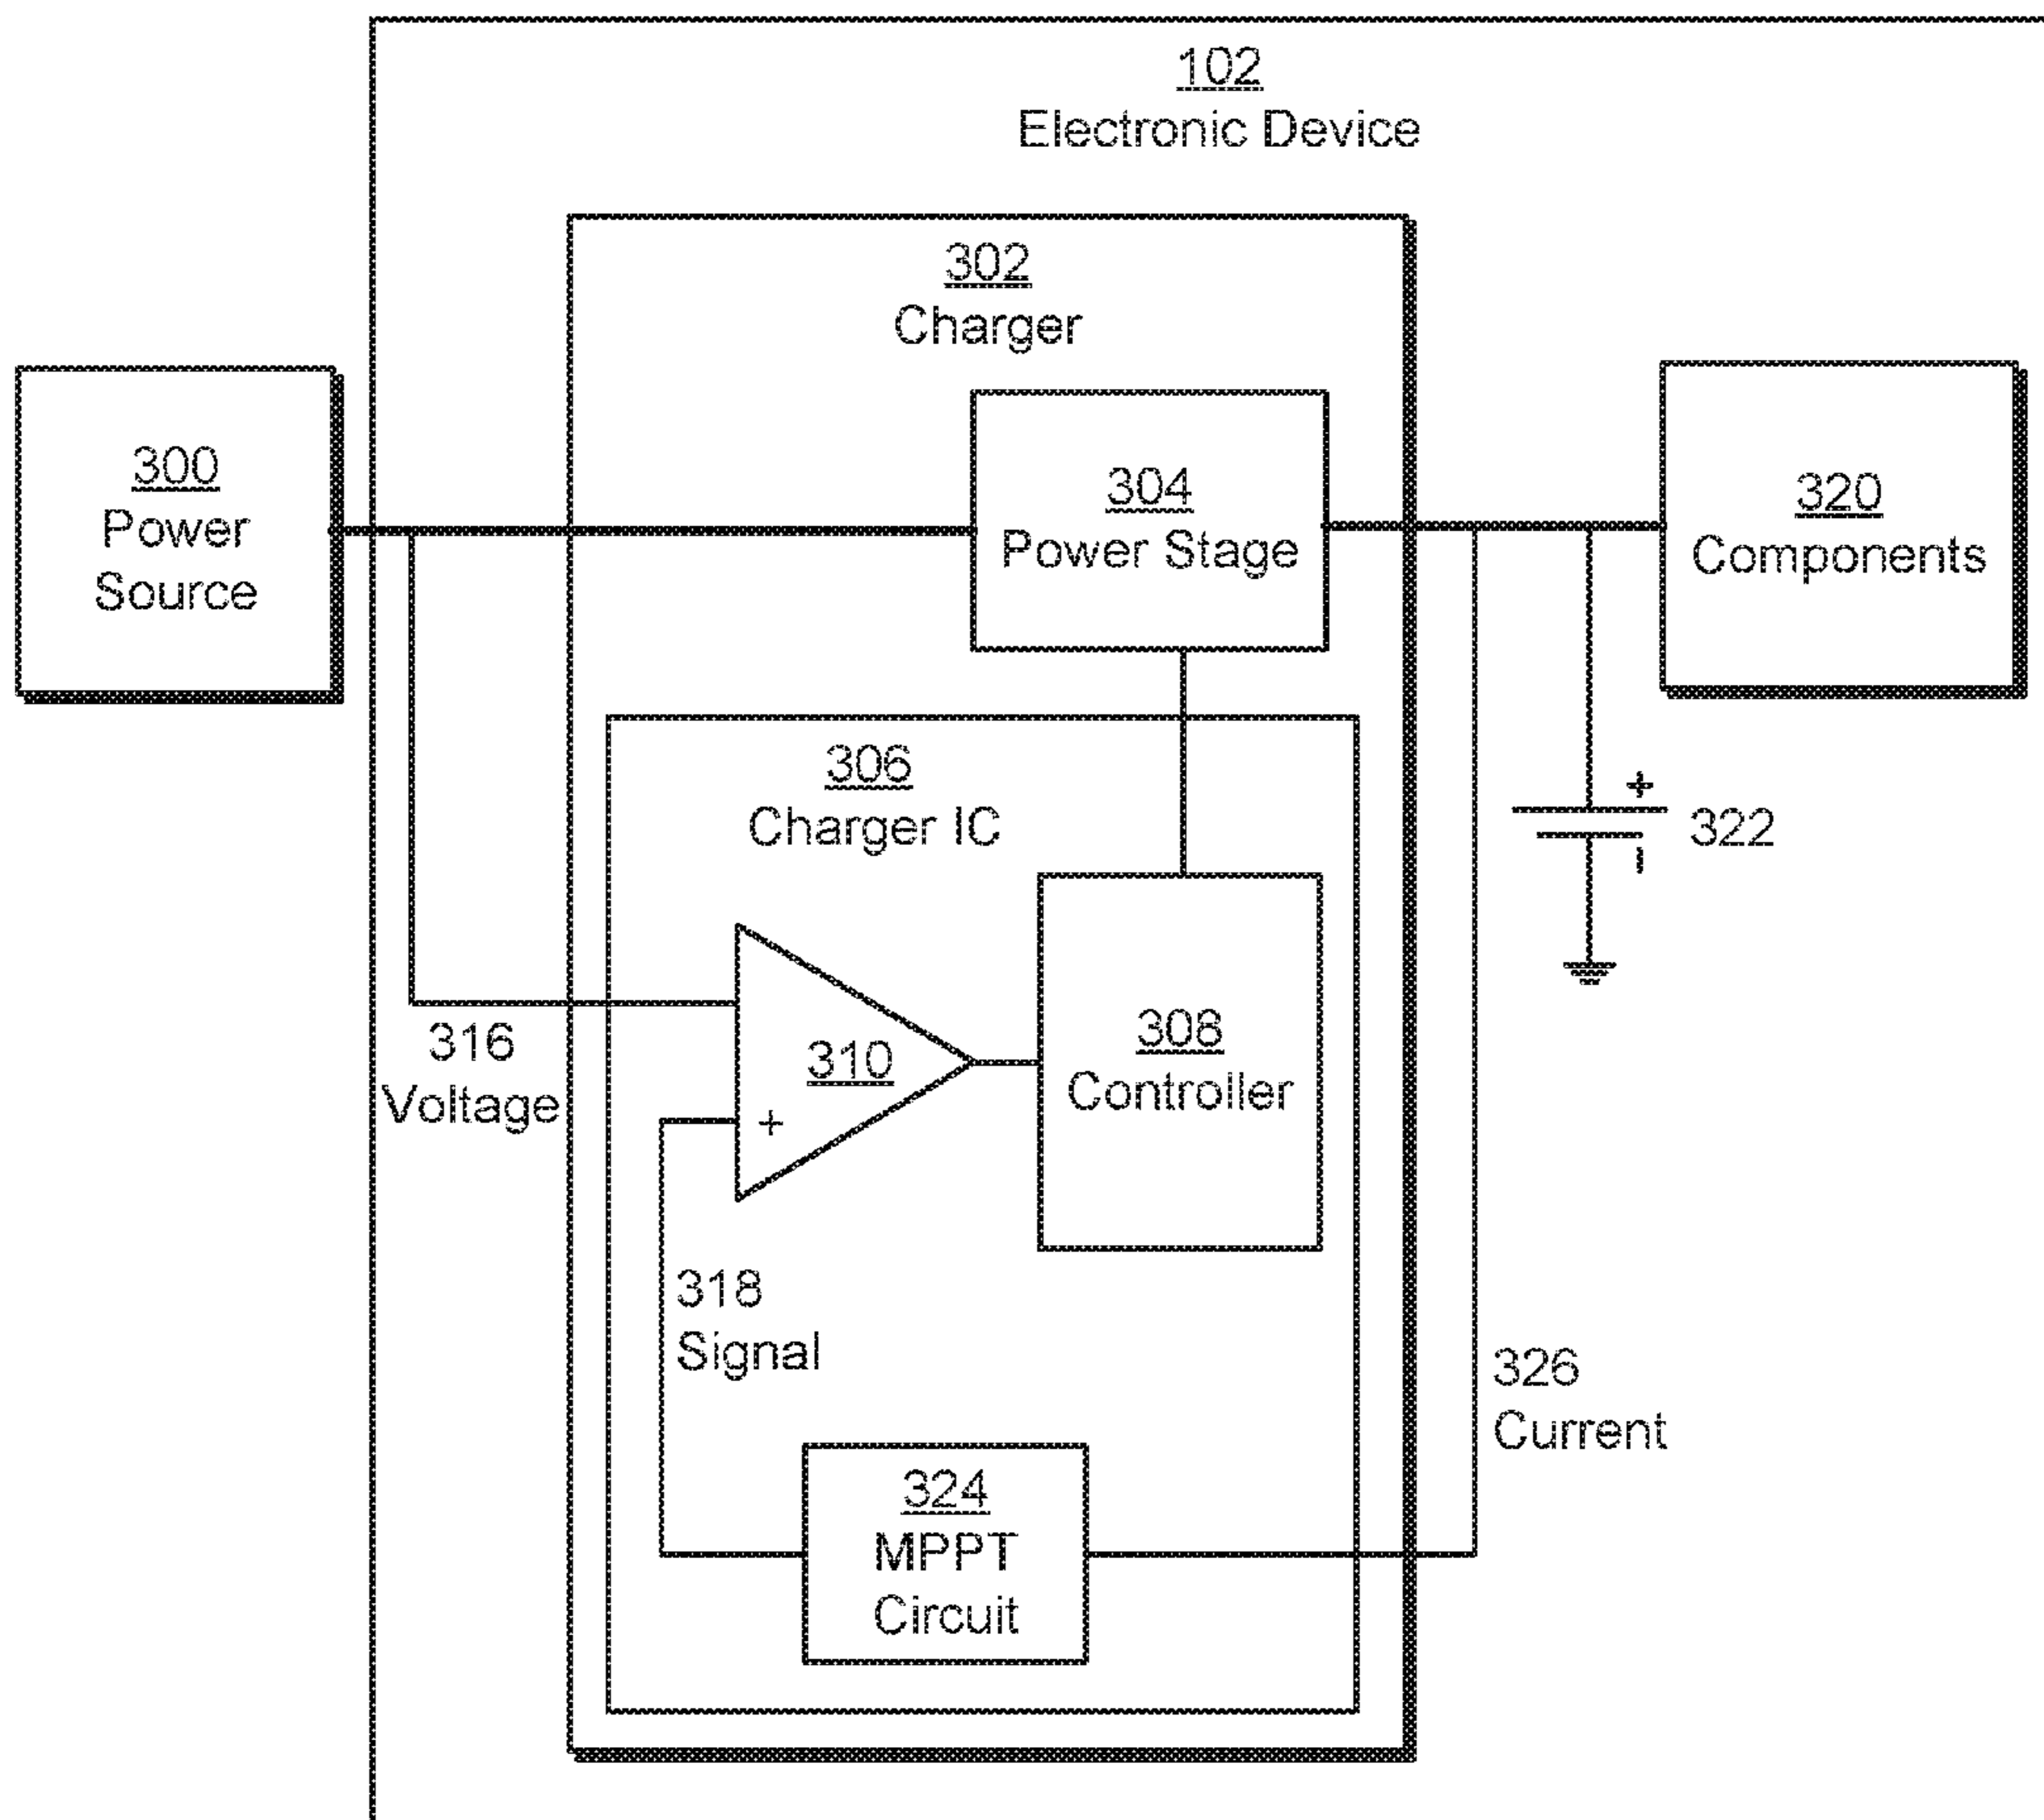 102
Electronic Device
302
Charger
300
Power
Source
304
Power Stage
320
Components
306
Charger IC
+
322
316
Voltage
310
+
308
Controller
318
Signal
326
Current
324
MPPT
Circuit